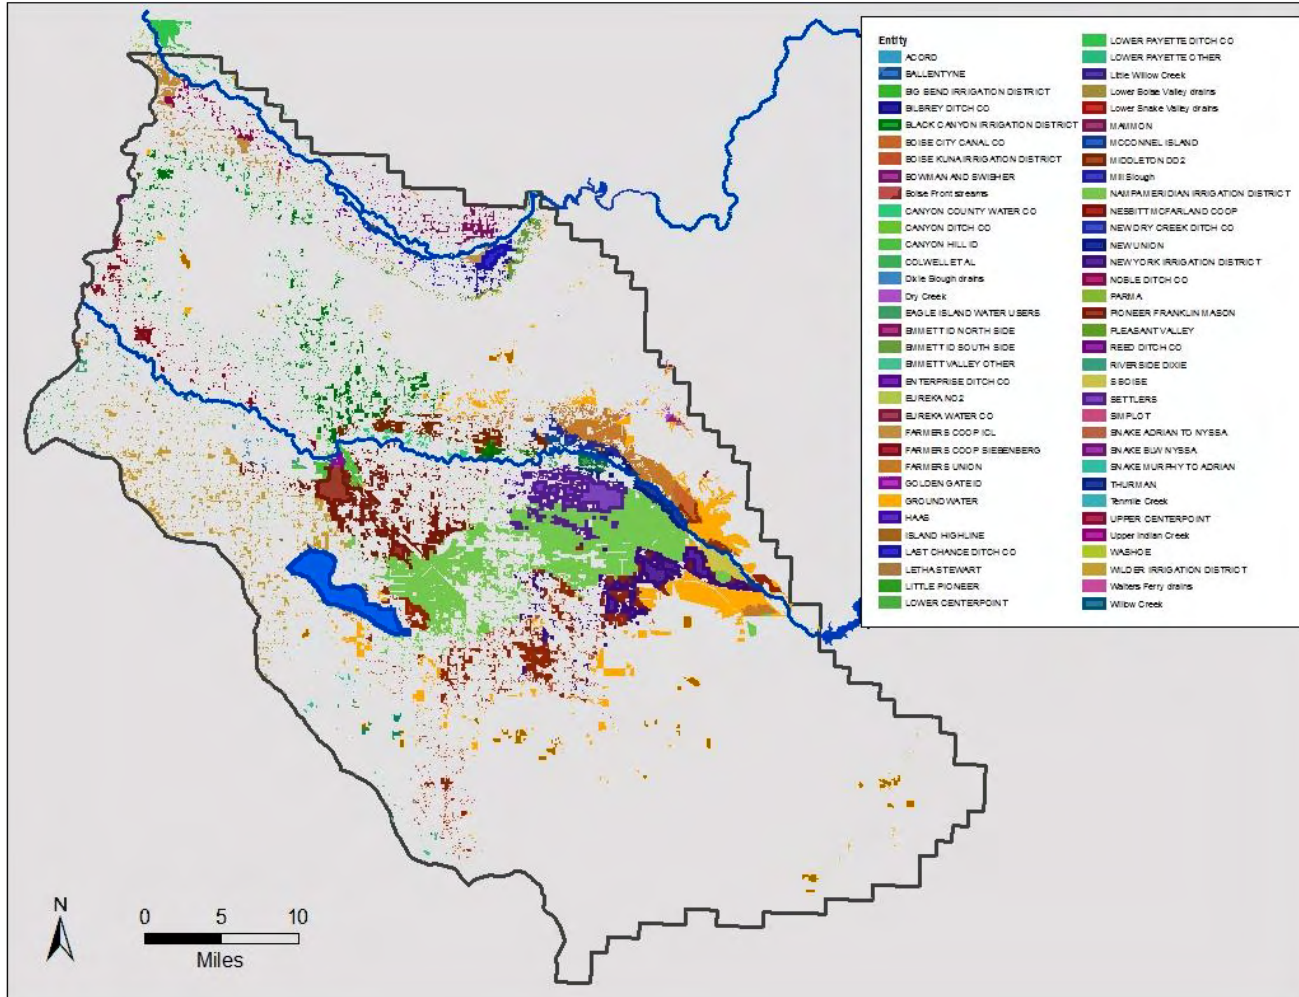 Entity
ACORD
BALLENTYNE
BIG BEND IRRIGATION DISTRICT
BILBREY DITCH CO
BLACK CANYON IRRIGATION DISTRICT
BOISE CITY CANAL CO
BOISE KUNA IRRIGATION DISTRICT
BOWMAN AND SWISHER
Boise Front streams
CANYON COUNTY WATER CO
CANYON DITCH CO
CANYON HILL ID
COLWELL ET AL
Dixie Slough drains
Dry Creek
EAGLE ISLAND WATER USERS
EMMETT ID NORTH SIDE
EMMETT ID SOUTH SIDE
EMMETT VALLEY OTHER
ENTERPRISE DITCH CO
EUREKA NO2
EUREKA WATER CO
FARMERS COOP ICL
FARMERS COOP SIEBENBERG
FARMERS UNION
GOLDEN GATE ID
GROUNDWATER
HAAS
ISLAND HIGHLINE
LAST CHANCE DITCH CO
LETHA STEWART
LITTLE PIONEER
LOWER CENTERPOINT
LOWER PAYETTE DITCH CO
LOWER PAYETTE OTHER
Little Willow Creek
Lower Boise Valley drains
Lower Snake Valley drains
MAMMON
MCCONNEL ISLAND
MIDDLETON CO2
Mill Slough
NAMPA MERIDIAN IRRIGATION DISTRICT
NESBITT MCFARLAND COOP
NEW DRY CREEK DITCH CO
NEW UNION
NEW YORK IRRIGATION DISTRICT
NOBLE DITCH CO
PARMA
PIONEER FRANKLIN MASON
PLEASANT VALLEY
REED DITCH CO
RIVERSIDE DIXIE
S BOISE
SETTLERS
SIMPLOT
SNAKE ADRIAN TO NYSSA
SNAKE BLW NYSSA
SNAKE MURPHY TO ADRIAN
THURMAN
Tenmile Creek
UPPER CENTERPOINT
Upper Indian Creek
WASHOE
WILDER IRRIGATION DISTRICT
Walters Ferry drains
Willow Creek
N
0 5 10
Miles